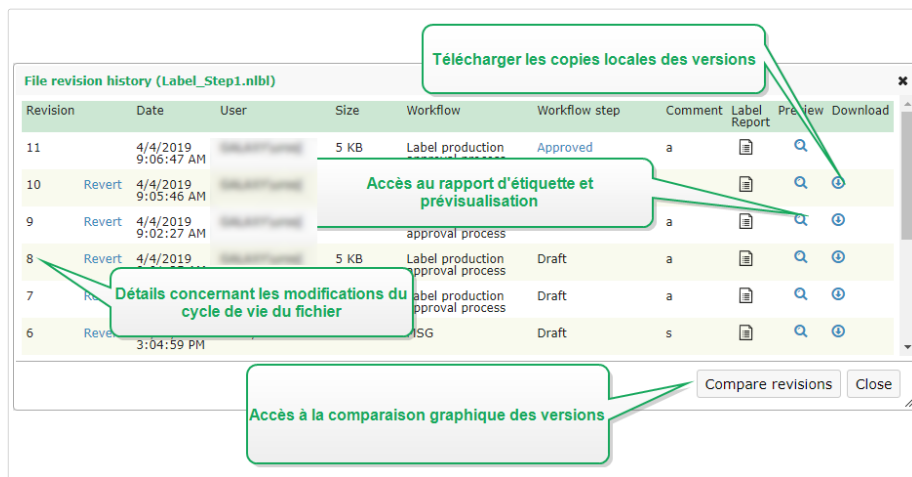 Télécharger les copies locales des versions
File revision history (Label_Step1.nlbl)
Revision Date User Size Workflow Workflow step Comment Label Report Preview Download
11 4/4/2019 9:06:47 AM 5 KB Label production approval process Approved a
10 Revert 4/4/2019 9:05:46 AM
Accès au rapport d'étiquette et
prévisualisation
9 Revert 4/4/2019 9:02:27 AM approval process a
8 Revert 4/4/2019 5 KB Label production approval process Draft a
Détails concernant les modifications du
cycle de vie du fichier
7 Label production approval process Draft a
6 Revert 3:04:59 PM Draft s
Compare revisions Close
Accès à la comparaison graphique des versions